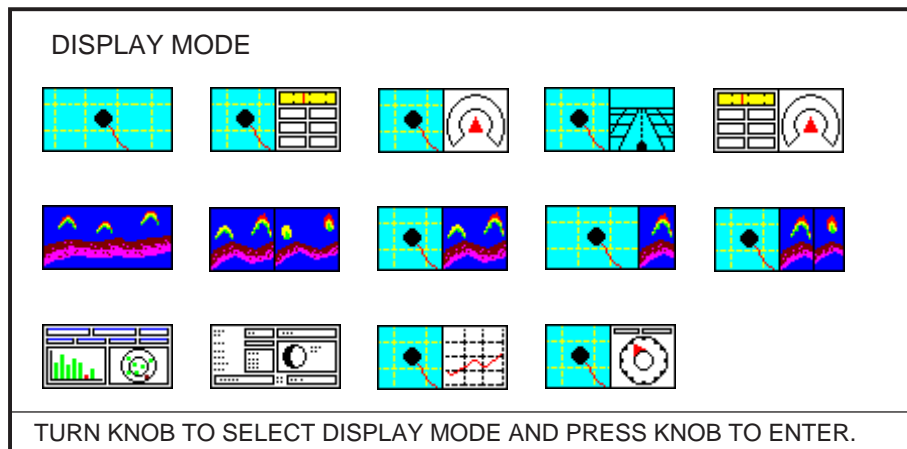 DISPLAY MODE
TURN KNOB TO SELECT DISPLAY MODE AND PRESS KNOB TO ENTER.